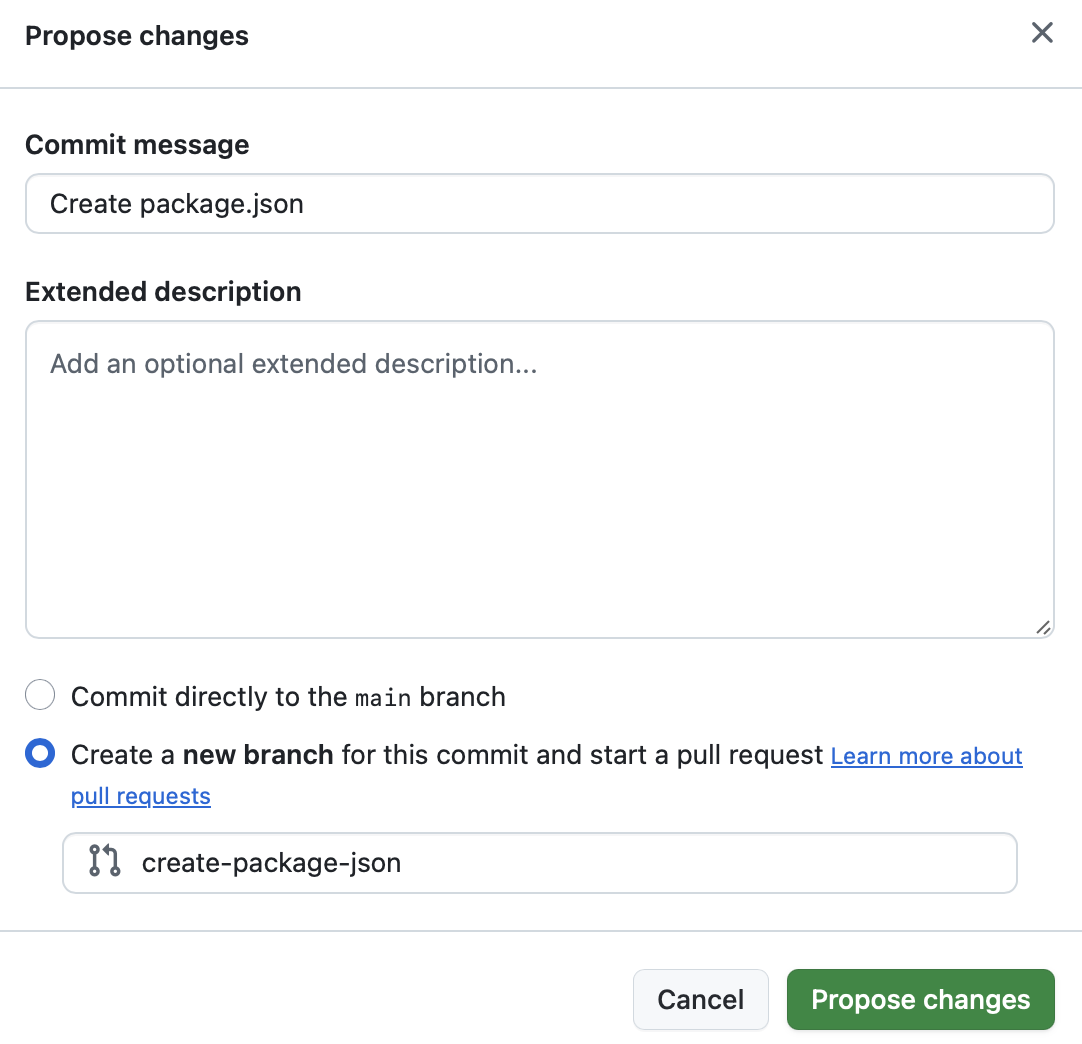 Propose changes
Commit message
Create package.json
Extended description
Add an optional extended description...
Commit directly to the main branch
Create a new branch for this commit and start a pull request Learn more about
pull requests
create-package-json
Cancel
Propose changes